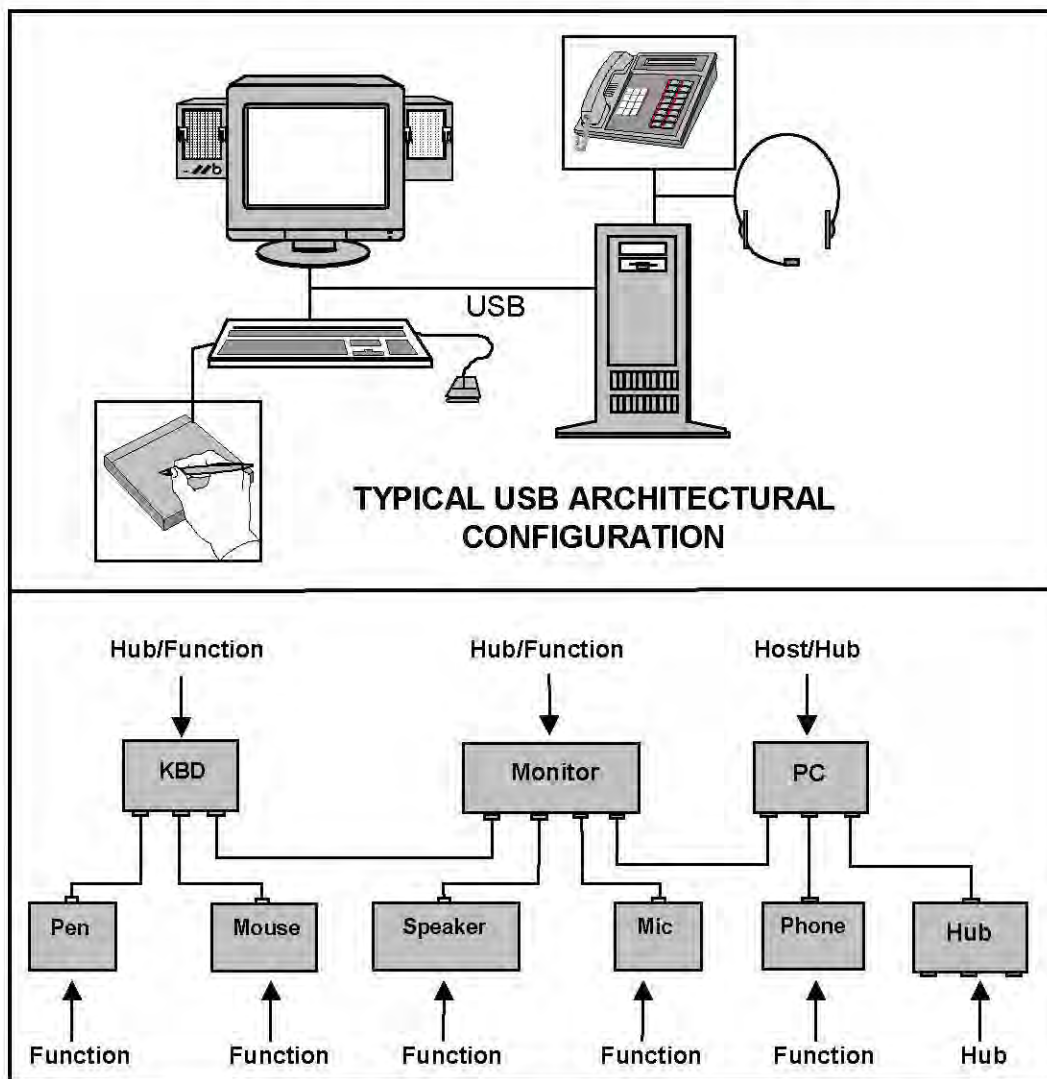 USB
TYPICAL USB ARCHITECTURAL
CONFIGURATION
Hub/Function Hub/Function Host/Hub
KBD Monitor PC
Pen Mouse Speaker Mic Phone Hub
Function Function Function Function Function Hub